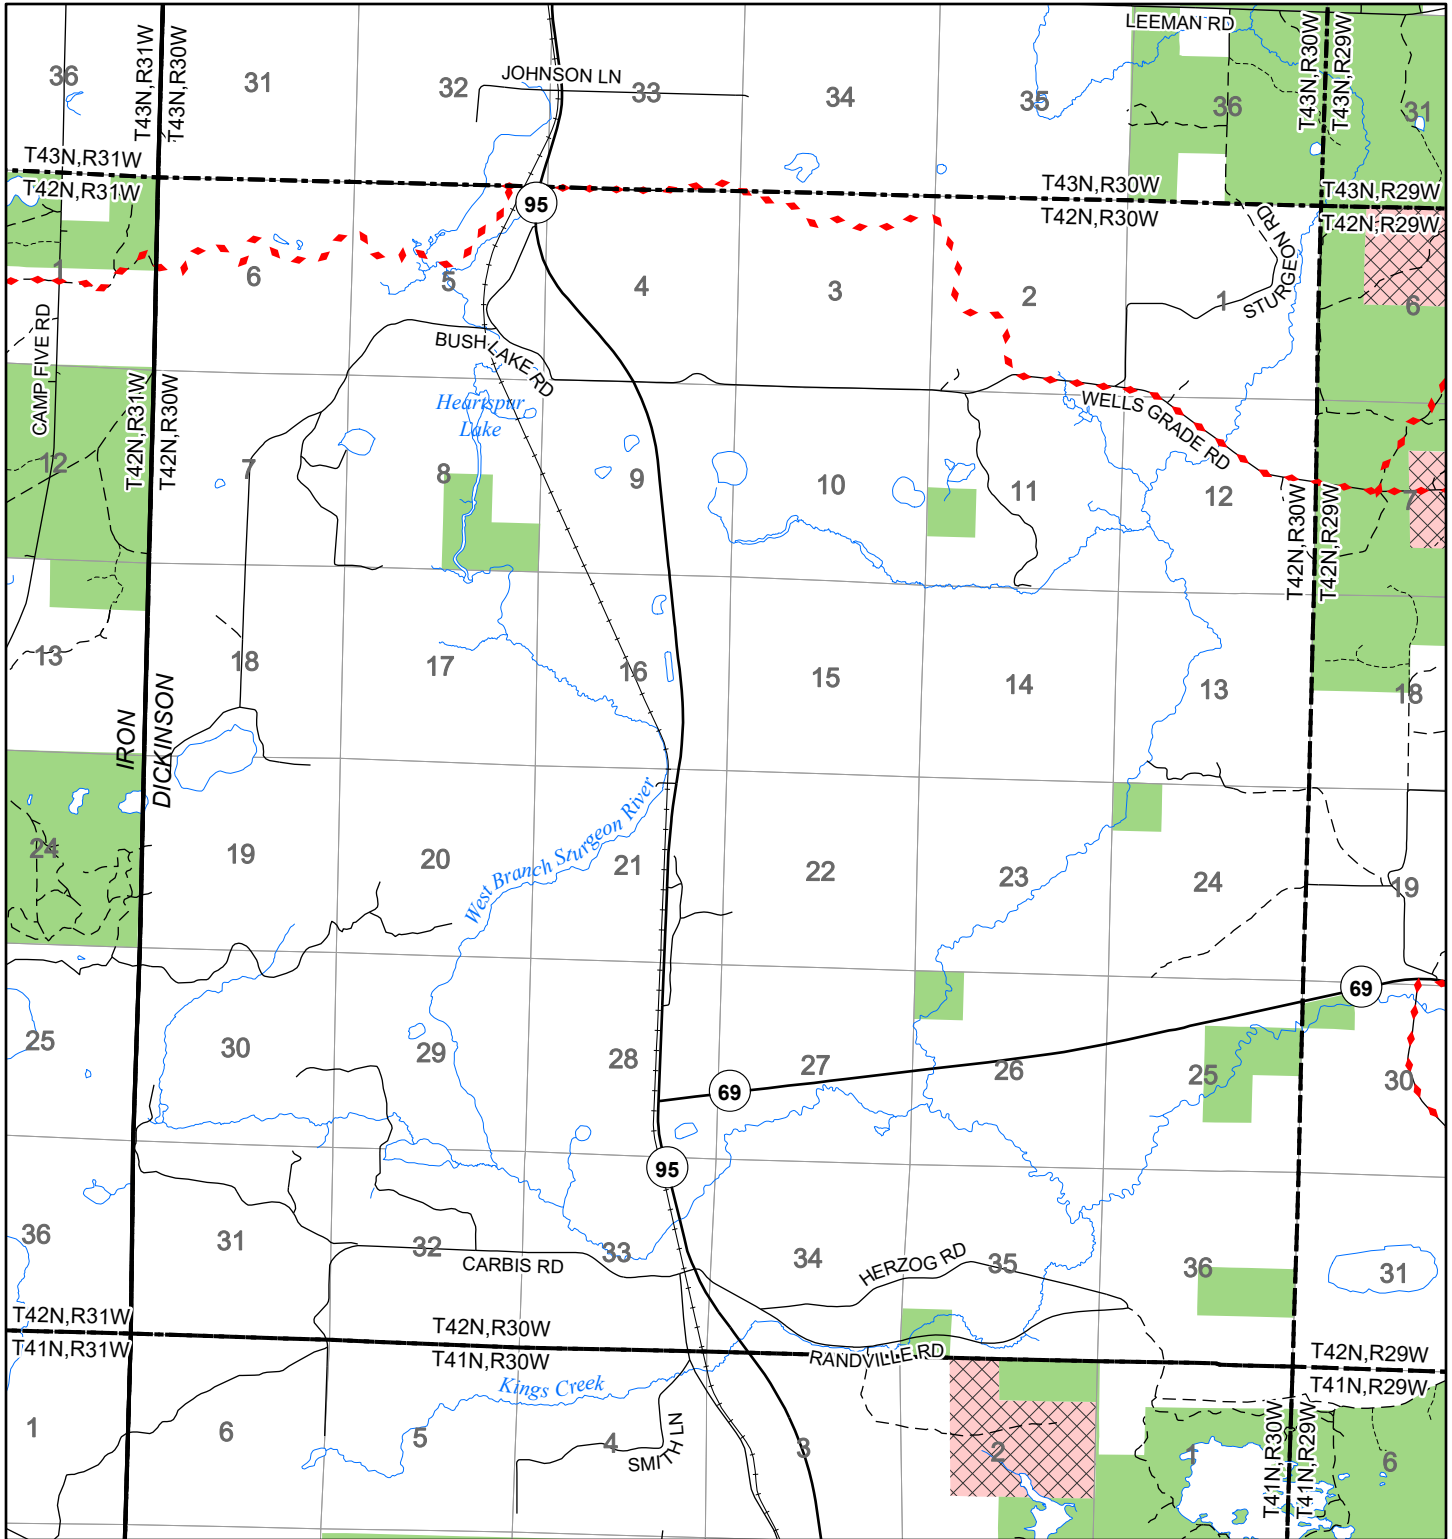 LEEMAN RD
T43N,R31W
T43N,R30W
T43N,R30W
T43N,R29W
36
31
32
JOHNSON LN
33
34
35
36
31
T43N,R31W
T42N,R31W
95
T43N,R30W
T42N,R30W
T43N,R29W
T42N,R29W
STURGEON RD
1
6
5
4
3
2
1
6
CAMP FIVE RD
BUSH LAKE RD
T42N,R31W
T42N,R30W
Heartspur
Lake
WELLS GRADE RD
12
7
8
9
10
11
12
7
T42N,R30W
T42N,R29W
13
18
17
16
15
14
13
18
IRON
DICKINSON
West Branch Sturgeon River
24
19
20
21
22
23
24
19
69
25
30
29
28
27
26
25
30
69
95
36
31
32
33
34
35
36
31
CARBIS RD
HERZOG RD
T42N,R31W
T41N,R31W
T42N,R30W
T41N,R30W
RANDVILLE RD
T42N,R29W
T41N,R29W
Kings Creek
1
6
5
4
SMITH LN
3
2
1
6
T41N,R30W
T41N,R29W